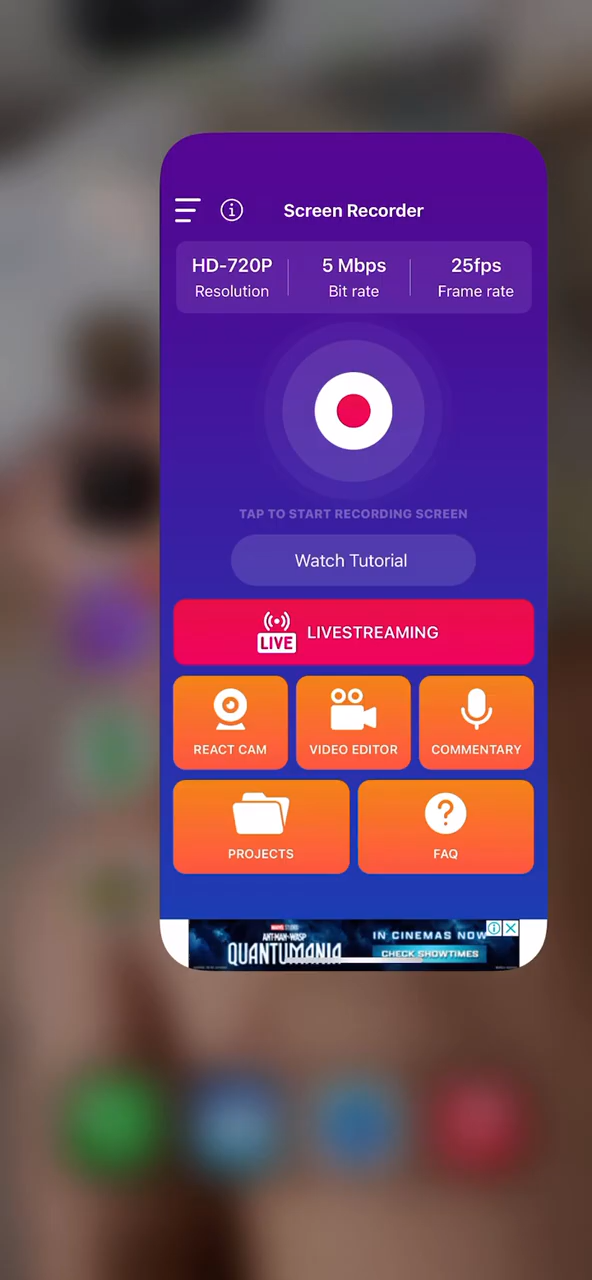 Screen Recorder
HD-720P 5 Mbps 25fps
Resolution Bit rate Frame rate
TAP TO START RECORDING SCREEN
Watch Tutorial
LIVE LIVESTREAMING
REACT CAM VIDEO EDITOR COMMENTARY
PROJECTS FAQ
MARVEL STUDIOS
ANT-MAN AND THE WASP
QUANTUMANIA
IN CINEMAS NOW
CHECK SHOWTIMES